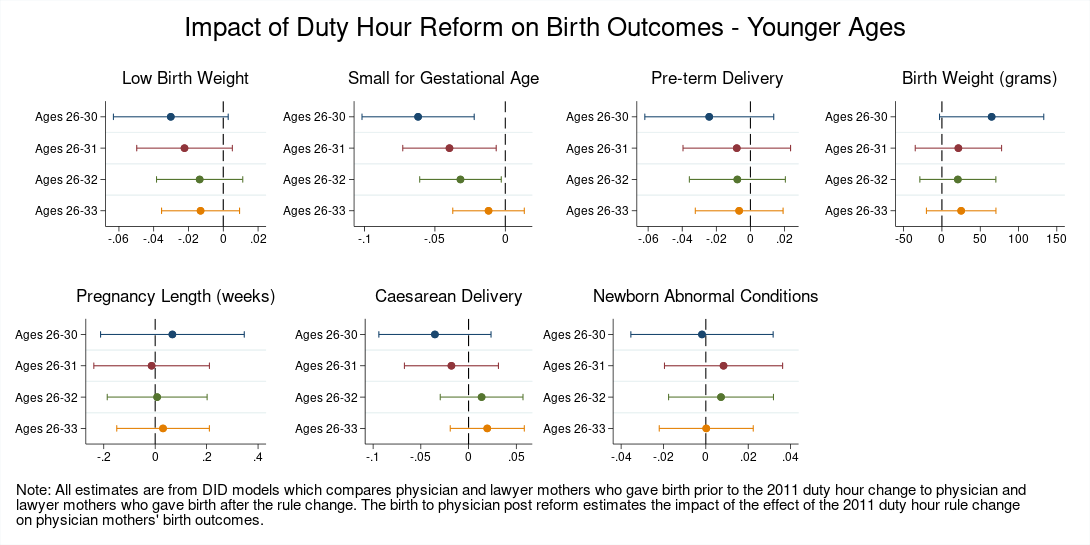 Impact of Duty Hour Reform on Birth Outcomes - Younger Ages
Low Birth Weight
Ages 26-30
Ages 26-31
Ages 26-32
Ages 26-33
-.06 -.04 -.02 0 .02
Small for Gestational Age
Ages 26-30
Ages 26-31
Ages 26-32
Ages 26-33
-.1 -.05 0
Pre-term Delivery
Ages 26-30
Ages 26-31
Ages 26-32
Ages 26-33
-.06 -.04 -.02 0 .02
Birth Weight (grams)
Ages 26-30
Ages 26-31
Ages 26-32
Ages 26-33
-50 0 50 100 150
Pregnancy Length (weeks)
Ages 26-30
Ages 26-31
Ages 26-32
Ages 26-33
-.2 0 .2 .4
Caesarean Delivery
Ages 26-30
Ages 26-31
Ages 26-32
Ages 26-33
-.1 -.05 0 .05
Newborn Abnormal Conditions
Ages 26-30
Ages 26-31
Ages 26-32
Ages 26-33
-.04 -.02 0 .02 .04
Note: All estimates are from DID models which compares physician and lawyer mothers who gave birth prior to the 2011 duty hour change to physician and
lawyer mothers who gave birth after the rule change. The birth to physician post reform estimates the impact of the effect of the 2011 duty hour rule change
on physician mothers' birth outcomes.